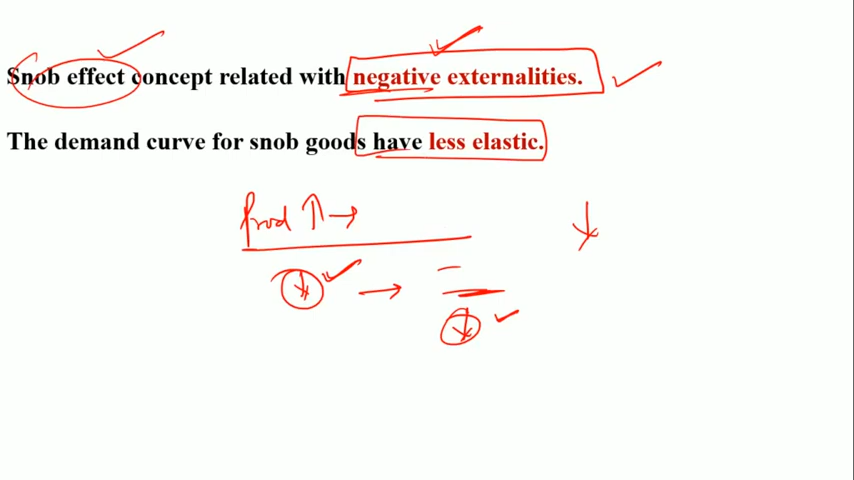 Snob effect concept related with negative externalities.
The demand curve for snob goods have less elastic.
Prod ↑ →